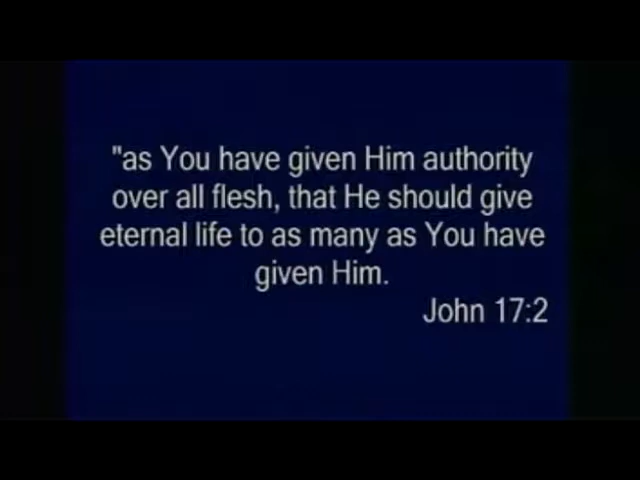 "as You have given Him authority
over all flesh, that He should give
eternal life to as many as You have
given Him.
John 17:2